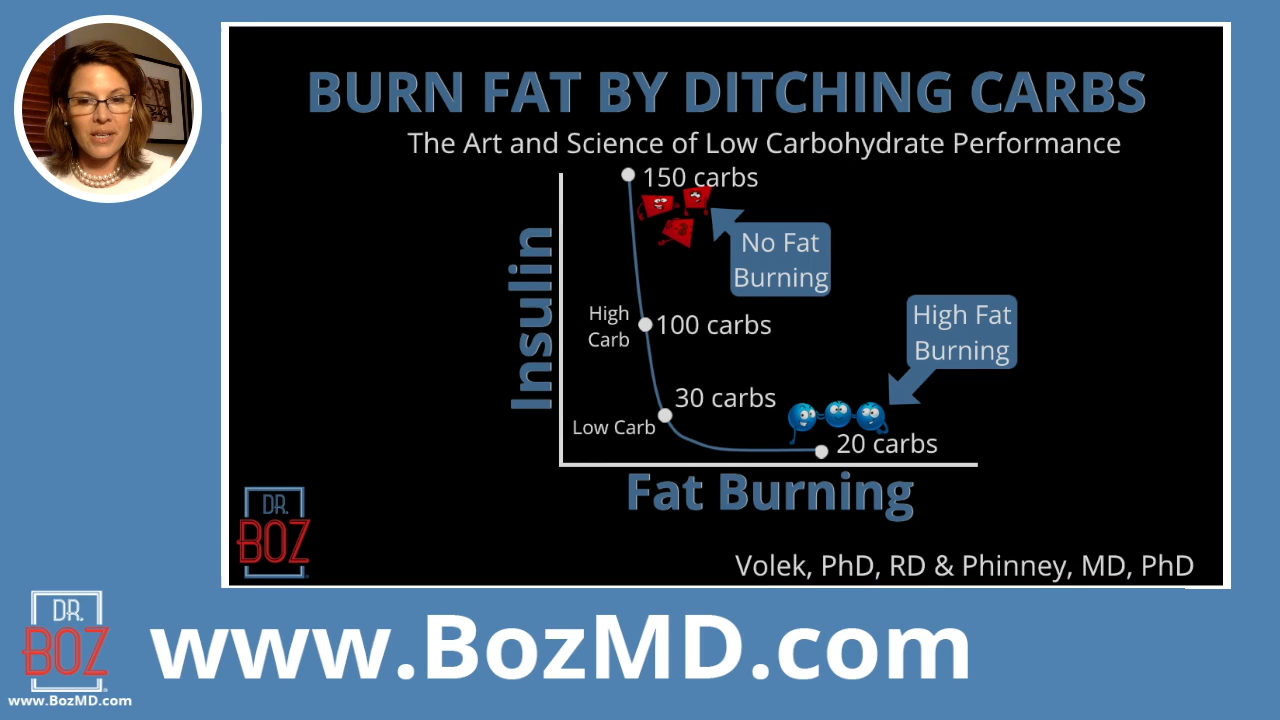 BURN FAT BY DITCHING CARBS
The Art and Science of Low Carbohydrate Performance
150 carbs
No Fat
Burning
High Fat
Burning
Insulin
High
Carb
100 carbs
30 carbs
Low Carb
20 carbs
Fat Burning
DR.
BOZ
Volek, PhD, RD & Phinney, MD, PhD
DR.
BOZ
www.BozMD.com
www.BozMD.com